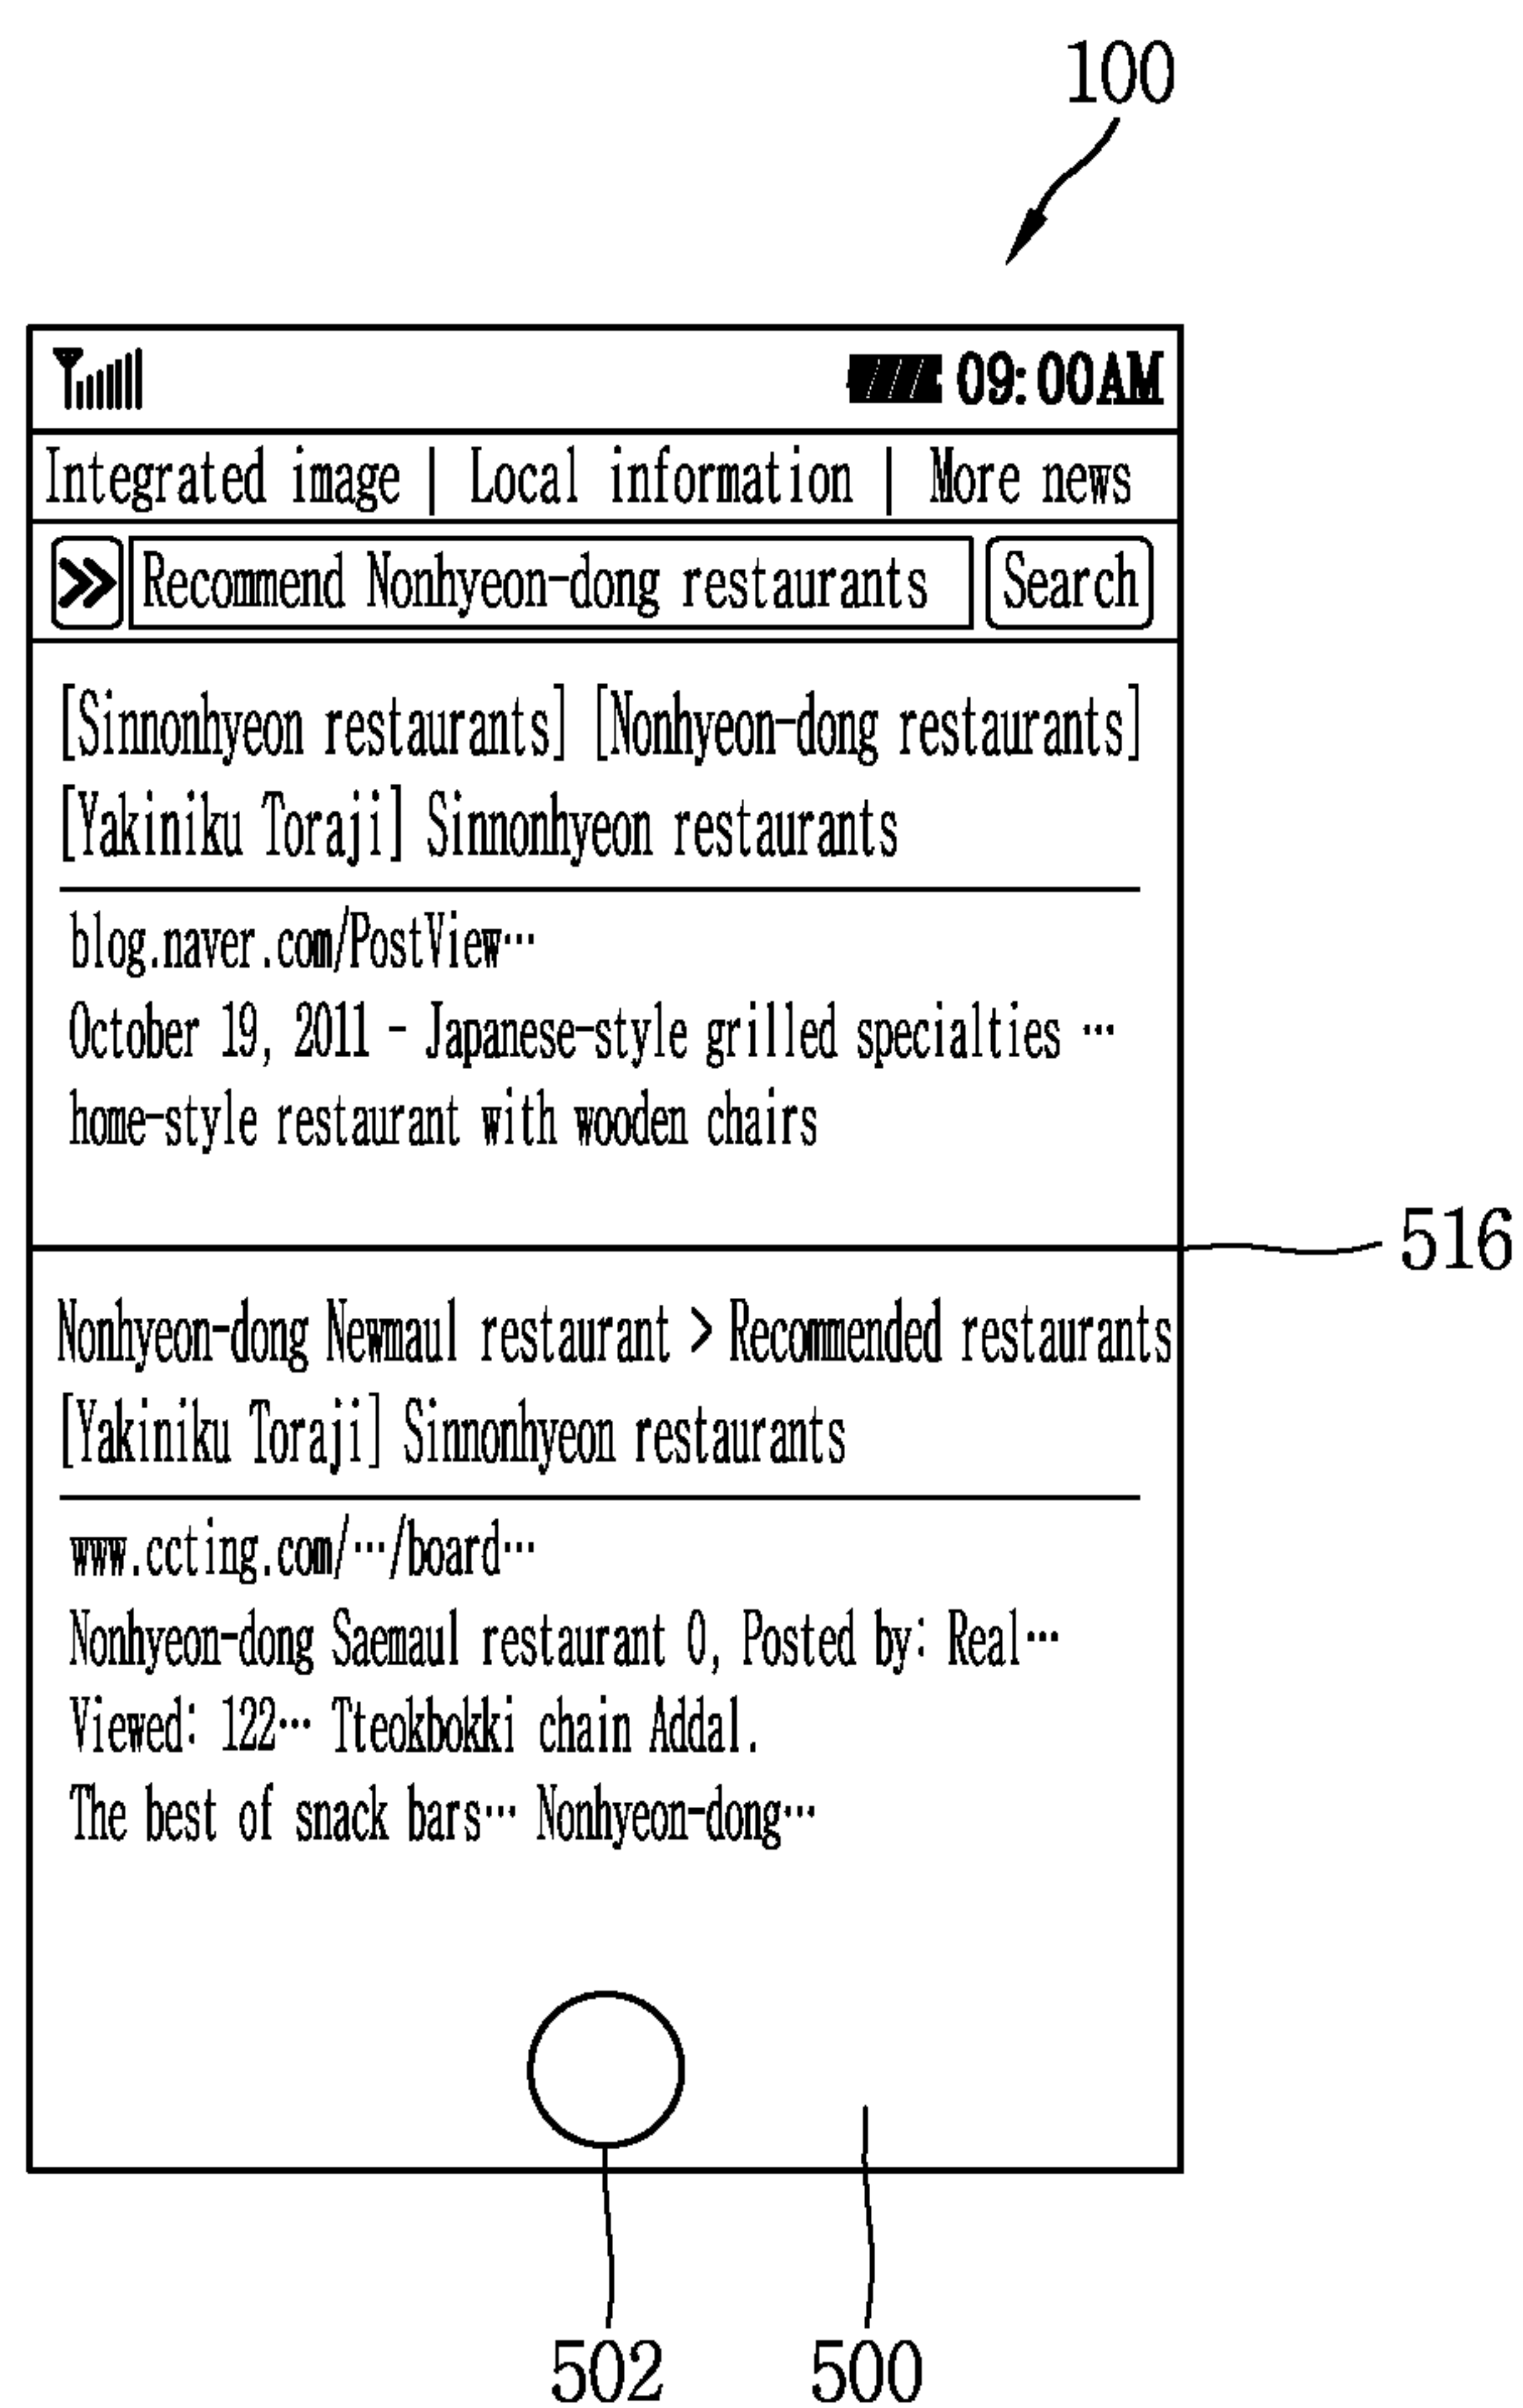 100
09:00AM
Integrated image | Local information | More news
Recommend Nonhyeon-dong restaurants Search
[Sinnonhyeon restaurants] [Nonhyeon-dong restaurants]
[Yakiniku Toraji] Sinnonhyeon restaurants
blog.naver.com/PostView…
October 19, 2011 - Japanese-style grilled specialties …
home-style restaurant with wooden chairs
516
Nonhyeon-dong Newmaul restaurant > Recommended restaurants
[Yakiniku Toraji] Sinnonhyeon restaurants
www.ccting.com/…/board…
Nonhyeon-dong Saemaul restaurant 0, Posted by: Real…
Viewed: 122… Tteokbokki chain Addal.
The best of snack bars… Nonhyeon-dong…
502 500